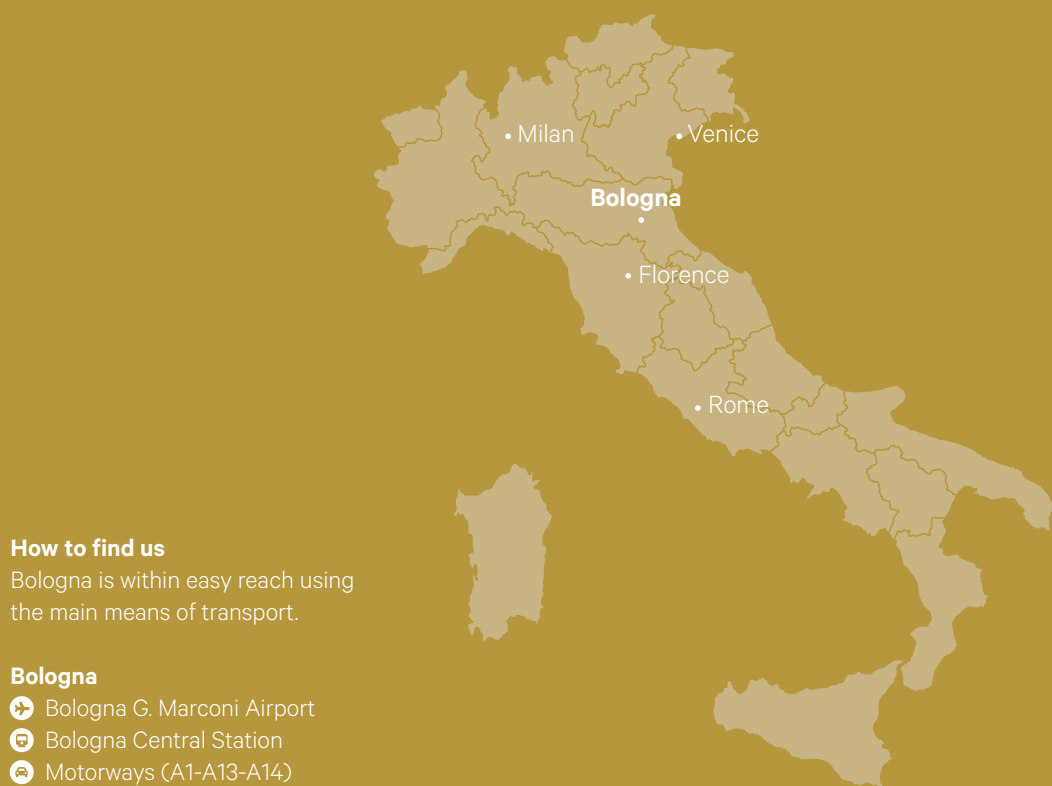 Milan
Venice
Bologna
Florence
Rome
How to find us
Bologna is within easy reach using
the main means of transport.
Bologna
Bologna G. Marconi Airport
Bologna Central Station
Motorways (A1-A13-A14)